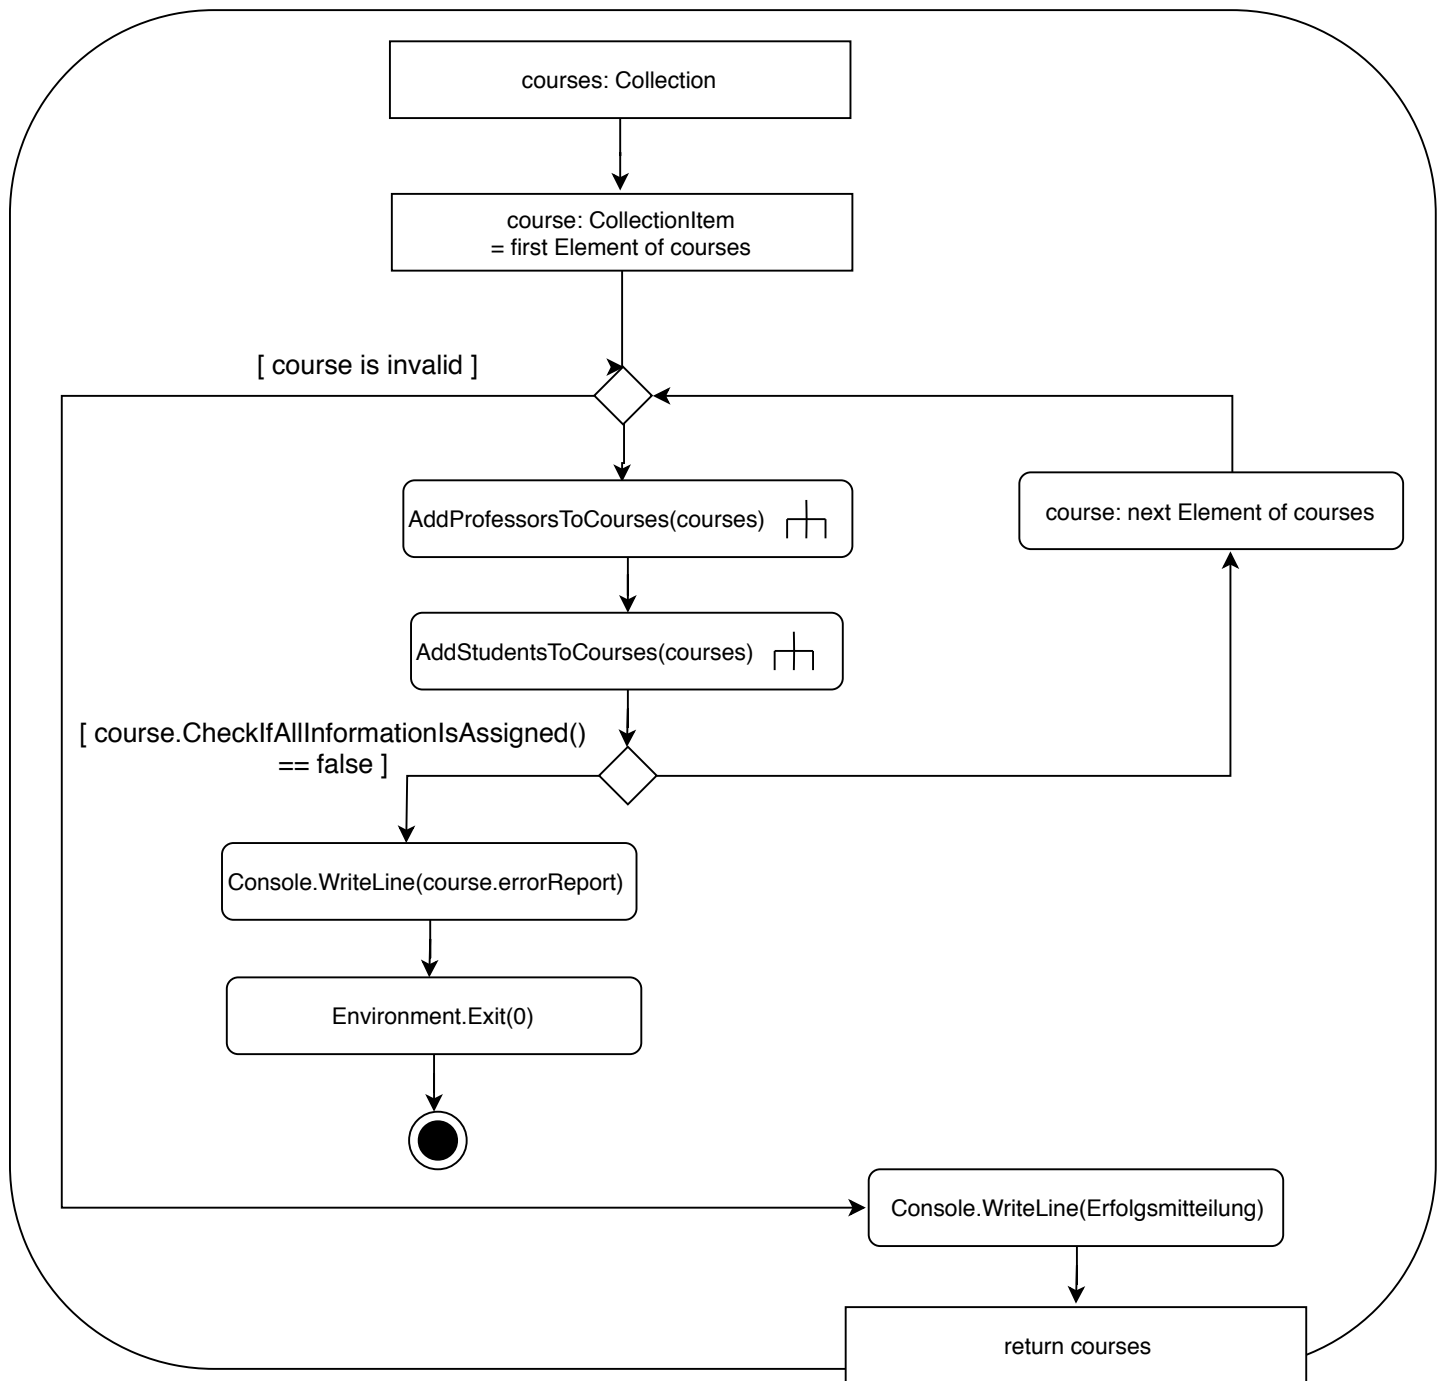 courses: Collection
course: CollectionItem
= first Element of courses
[ course is invalid ]
AddProfessorsToCourses(courses)
course: next Element of courses
AddStudentsToCourses(courses)
[ course.CheckIfAllInformationIsAssigned()
== false ]
Console.WriteLine(course.errorReport)
Environment.Exit(0)
Console.WriteLine(Erfolgsmitteilung)
return courses